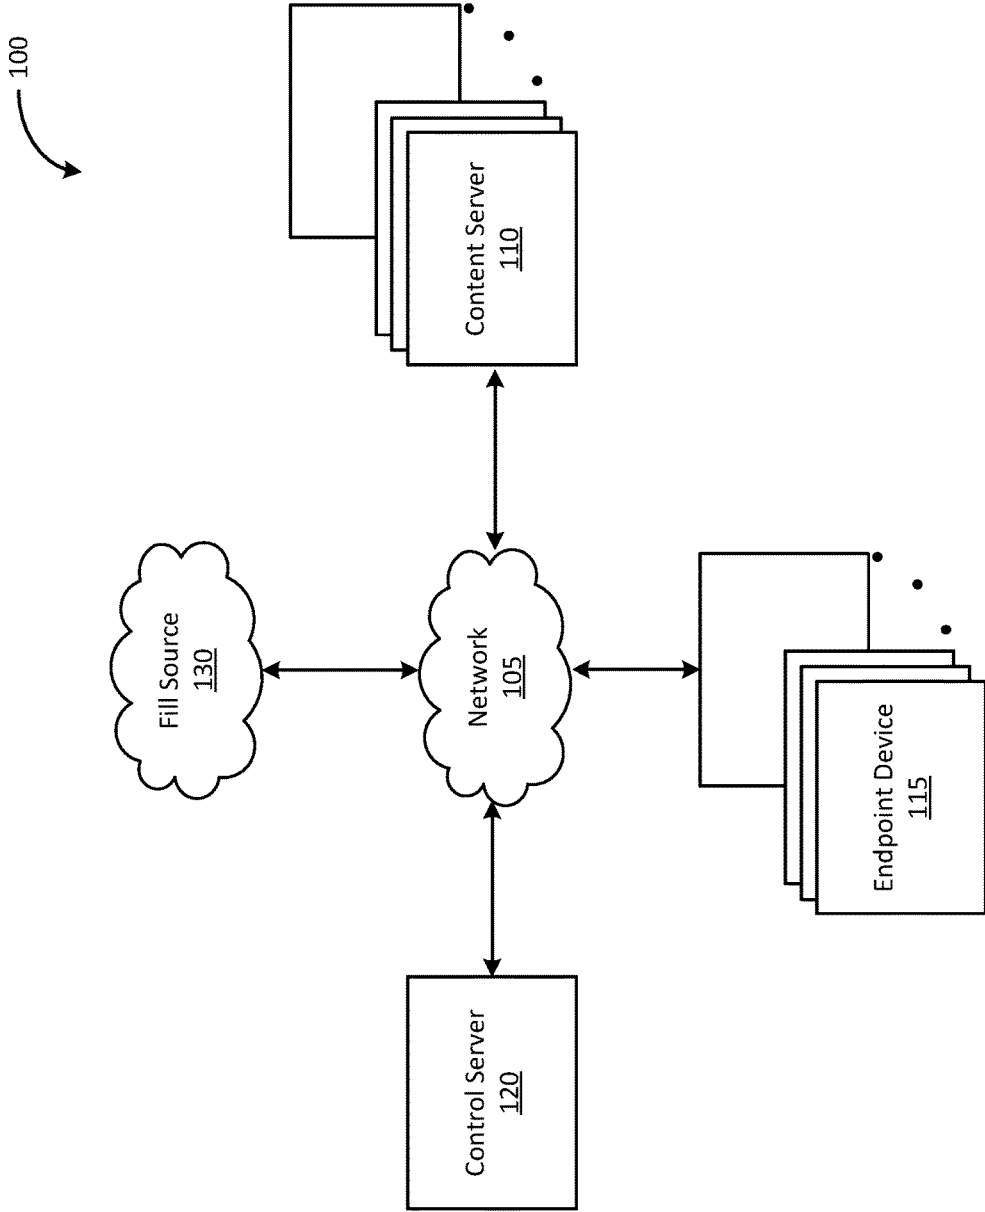 100
Fill Source
130
Control Server
120
Network
105
Content Server
110
Endpoint Device
115